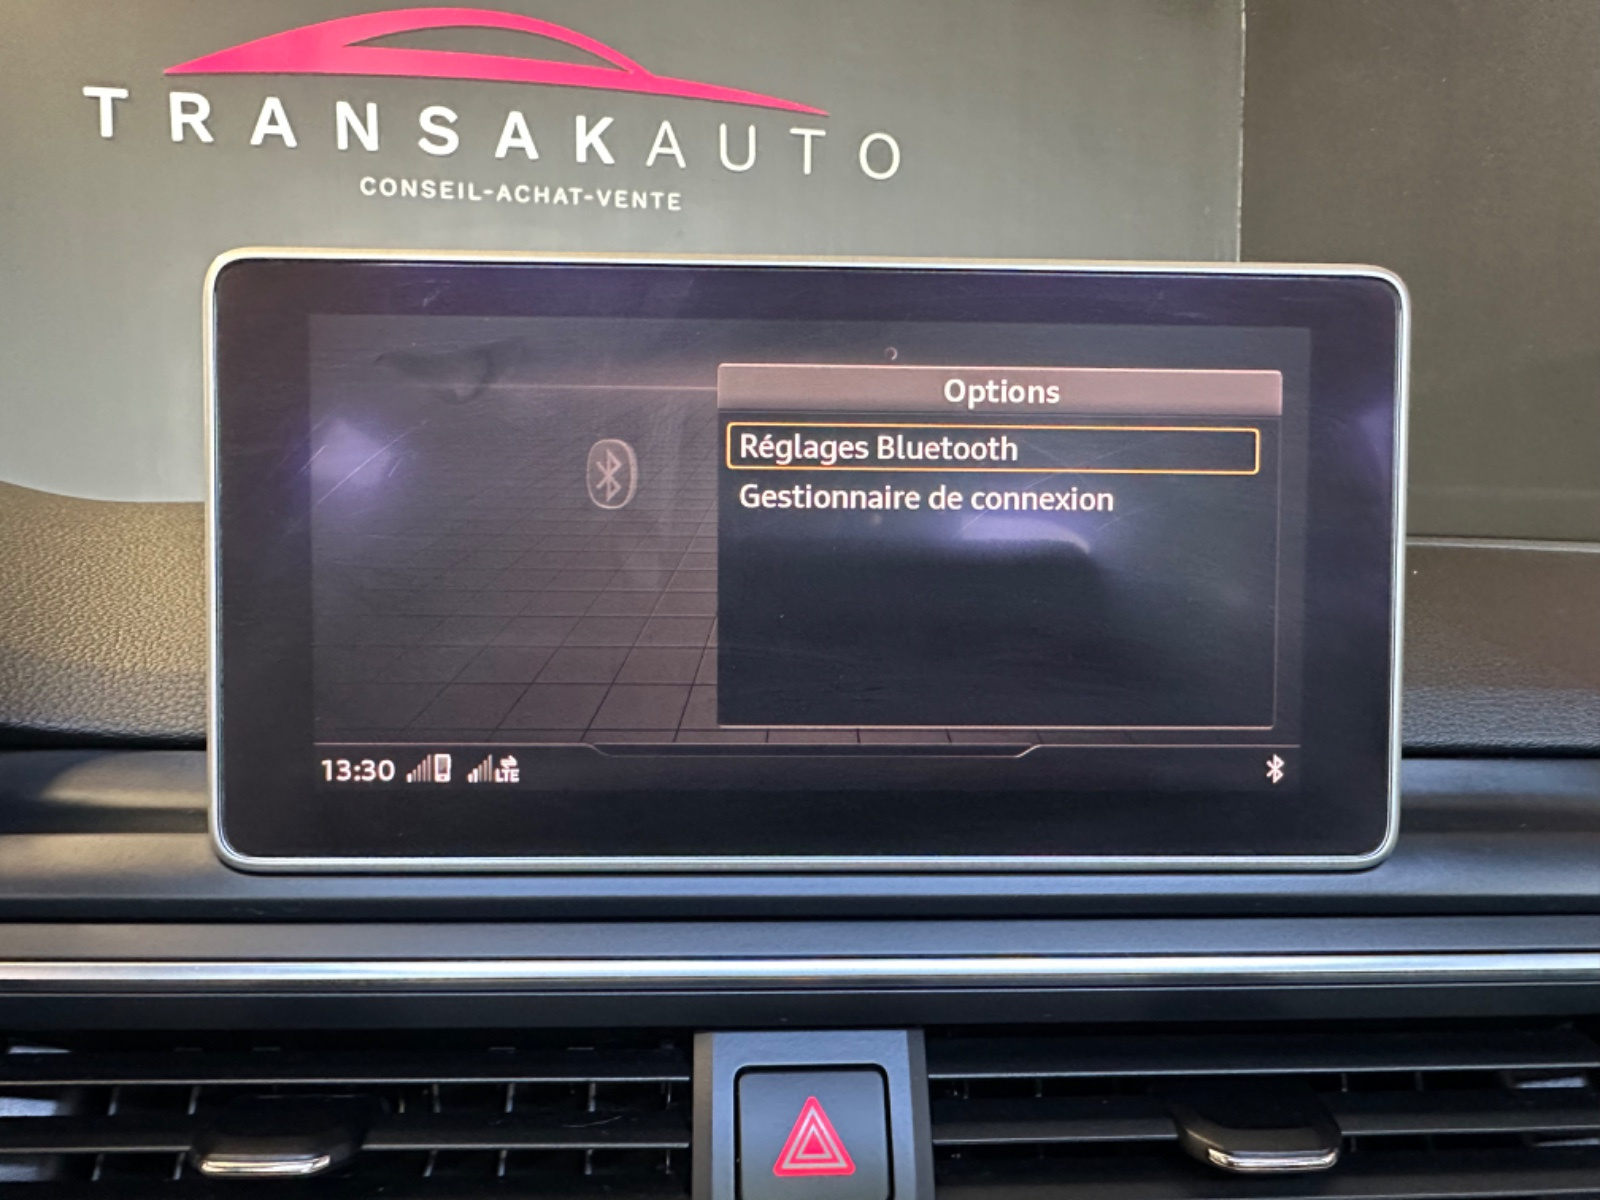 TRANSAKAUTO
CONSEIL-ACHAT-VENTE
Options
Réglages Bluetooth
Gestionnaire de connexion
13:30
LTE